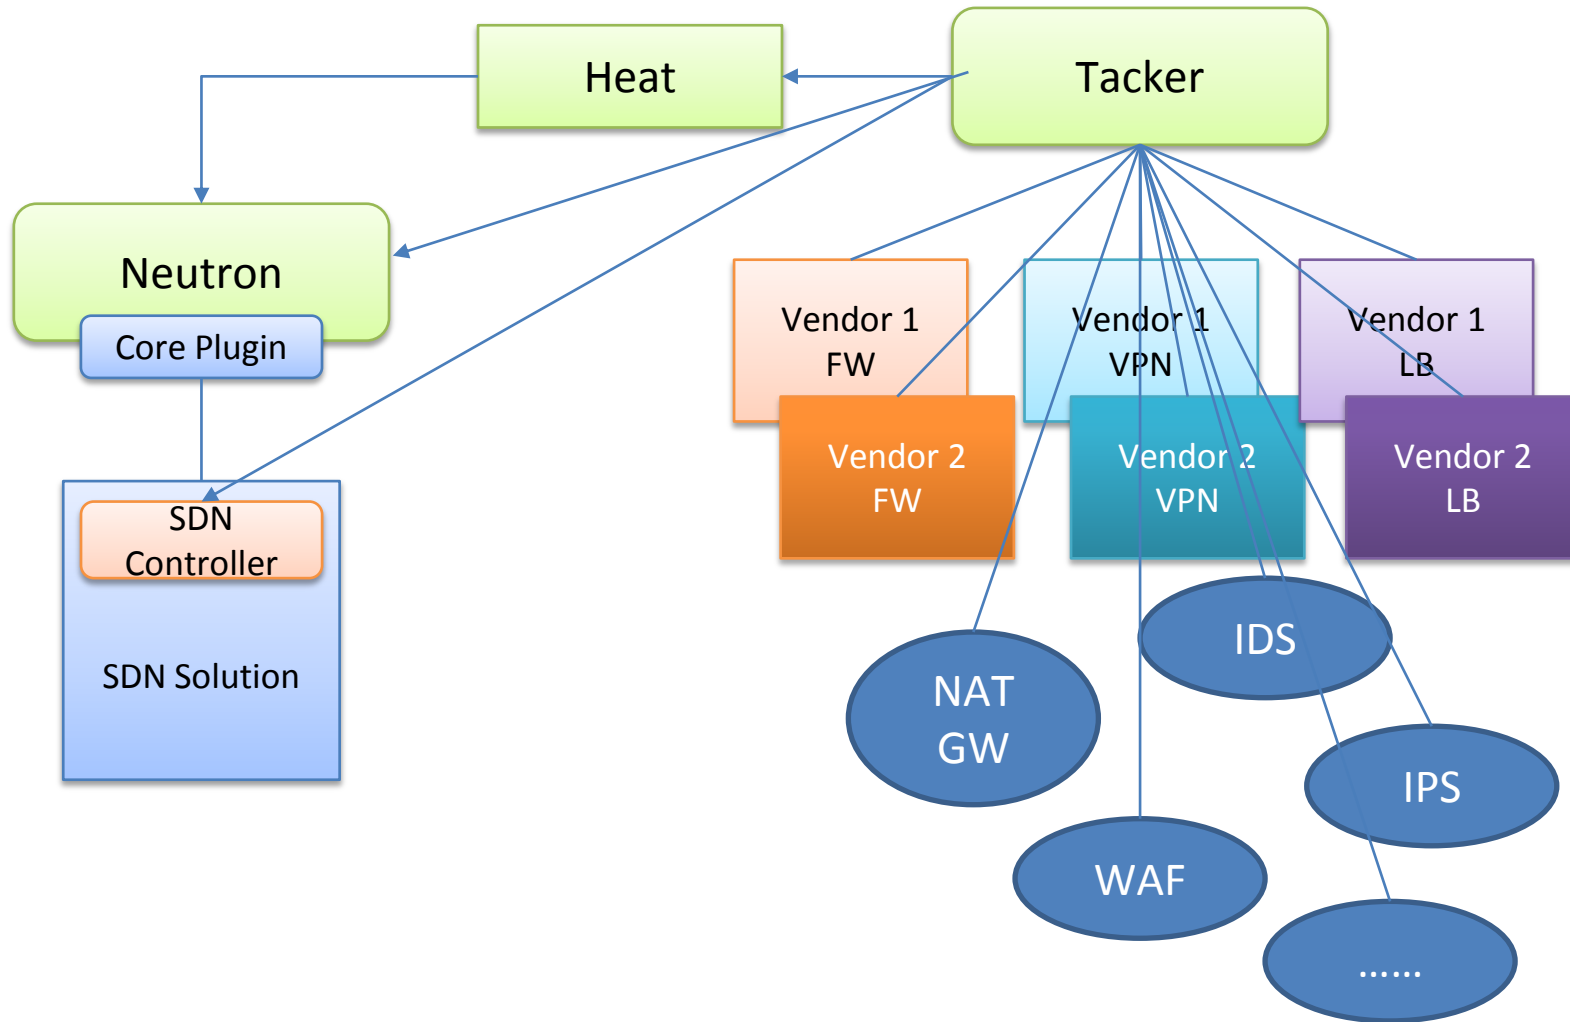 Heat
Tacker
Neutron
Core Plugin
SDN
Controller
SDN Solution
Vendor 1
FW
Vendor 1
VPN
Vendor 1
LB
Vendor 2
FW
Vendor 2
VPN
Vendor 2
LB
IDS
NAT
GW
IPS
WAF
......